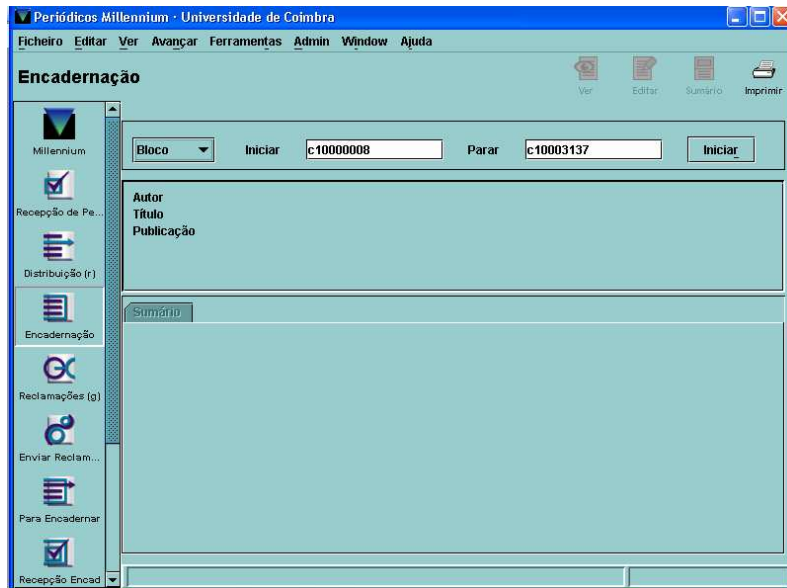 Periódicos Millennium · Universidade de Coimbra
Ficheiro Editar Ver Avançar Ferramentas Admin Window Ajuda
Encadernação
Ver Editar Sumário Imprimir
Millennium
Recepção de Pe...
Distribuição (r)
Encadernação
Reclamações (g)
Enviar Reclam...
Para Encadernar
Recepção Encad
Bloco Iniciar c10000008 Parar c10003137 Iniciar
Autor
Título
Publicação
Sumário